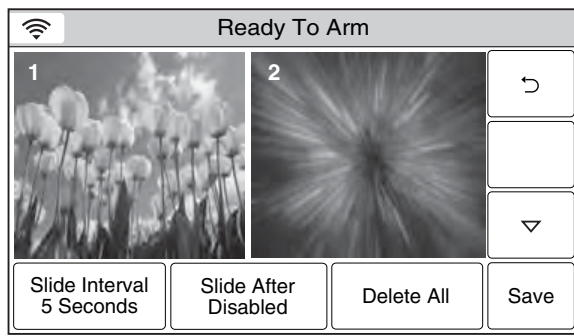 Ready To Arm
1
2
Slide Interval
5 Seconds
Slide After
Disabled
Delete All
Save